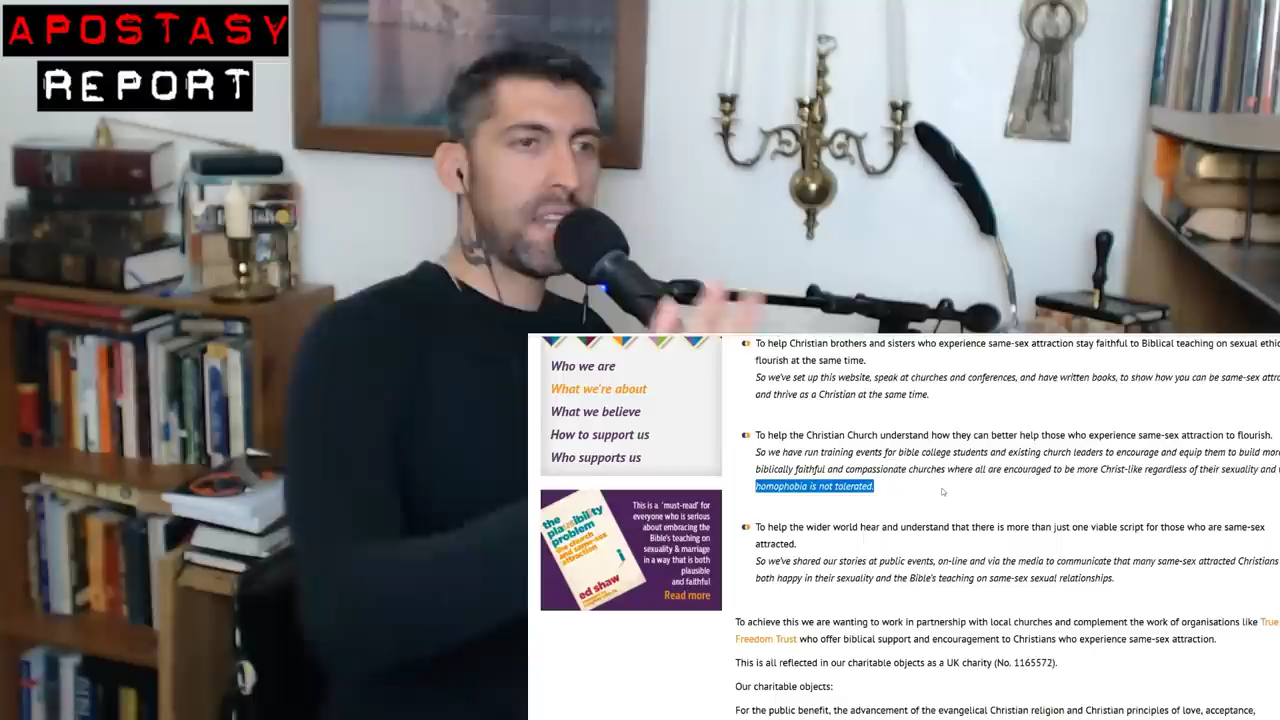 APOSTASY
REPORT
Who we are
What we're about
What we believe
How to support us
Who supports us
the
plausibility
problem
the church
and same-sex
attraction
ed shaw
This is a 'must-read' for
everyone who is serious
about embracing the
Bible's teaching on
sexuality & marriage
in a way that is both
plausible
and faithful
Read more
To help Christian brothers and sisters who experience same-sex attraction stay faithful to Biblical teaching on sexual ethic
flourish at the same time.
So we've set up this website, speak at churches and conferences, and have written books, to show how you can be same-sex attra
and thrive as a Christian at the same time.
To help the Christian Church understand how they can better help those who experience same-sex attraction to flourish.
So we have run training events for bible college students and existing church leaders to encourage and equip them to build more
biblically faithful and compassionate churches where all are encouraged to be more Christ-like regardless of their sexuality and
homophobia is not tolerated.
To help the wider world hear and understand that there is more than just one viable script for those who are same-sex
attracted.
So we've shared our stories at public events, on-line and via the media to communicate that many same-sex attracted Christians
both happy in their sexuality and the Bible's teaching on same-sex sexual relationships.
To achieve this we are wanting to work in partnership with local churches and complement the work of organisations like True
Freedom Trust who offer biblical support and encouragement to Christians who experience same-sex attraction.
This is all reflected in our charitable objects as a UK charity (No. 1165572).
Our charitable objects:
For the public benefit, the advancement of the evangelical Christian religion and Christian principles of love, acceptance,